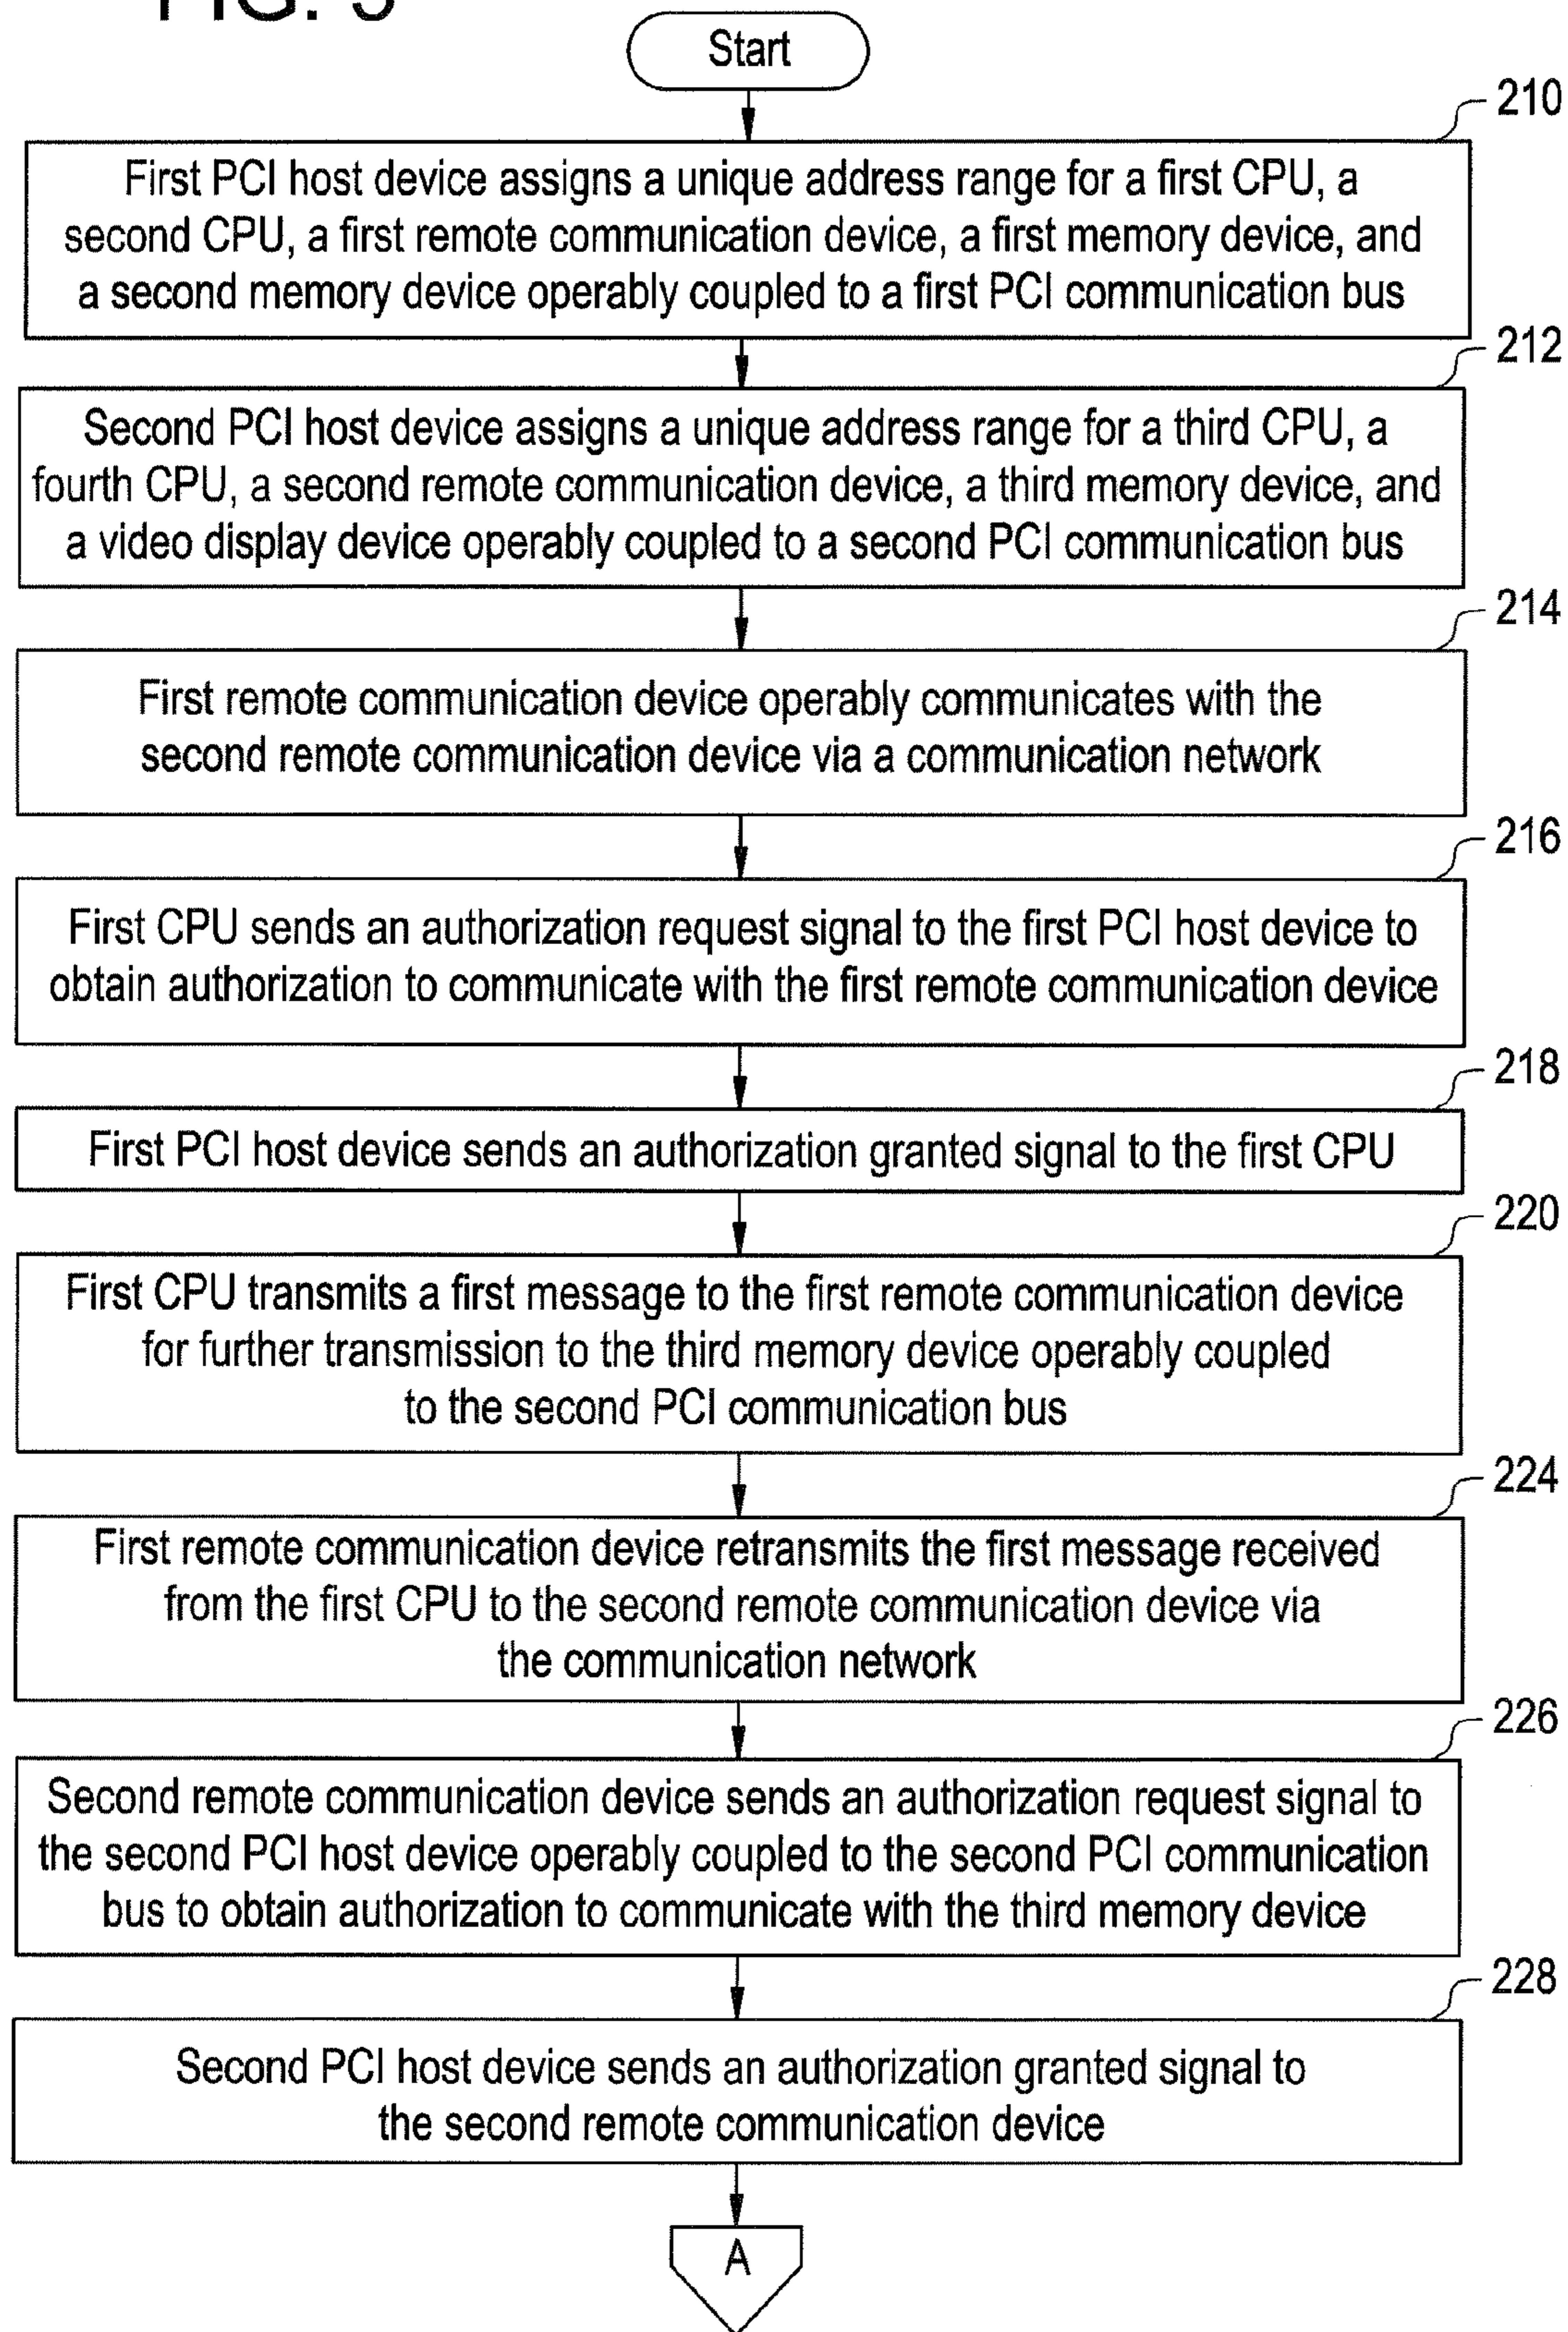 FIG. 5
Start
210
First PCI host device assigns a unique address range for a first CPU, a
second CPU, a first remote communication device, a first memory device, and
a second memory device operably coupled to a first PCI communication bus
212
Second PCI host device assigns a unique address range for a third CPU, a
fourth CPU, a second remote communication device, a third memory device, and
a video display device operably coupled to a second PCI communication bus
214
First remote communication device operably communicates with the
second remote communication device via a communication network
216
First CPU sends an authorization request signal to the first PCI host device to
obtain authorization to communicate with the first remote communication device
218
First PCI host device sends an authorization granted signal to the first CPU
220
First CPU transmits a first message to the first remote communication device
for further transmission to the third memory device operably coupled
to the second PCI communication bus
224
First remote communication device retransmits the first message received
from the first CPU to the second remote communication device via
the communication network
226
Second remote communication device sends an authorization request signal to
the second PCI host device operably coupled to the second PCI communication
bus to obtain authorization to communicate with the third memory device
228
Second PCI host device sends an authorization granted signal to
the second remote communication device
A